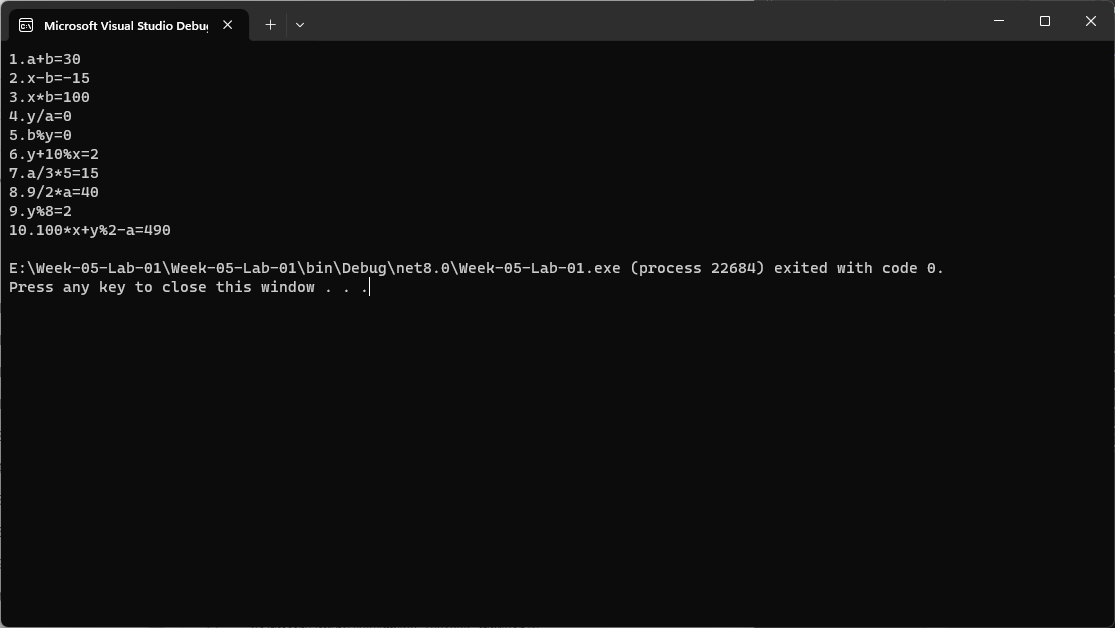 Microsoft Visual Studio Debug
1.a+b=30
2.x-b=-15
3.x*b=100
4.y/a=0
5.b%y=0
6.y+10%x=2
7.a/3*5=15
8.9/2*a=40
9.y%8=2
10.100*x+y%2-a=490

E:\Week-05-Lab-01\Week-05-Lab-01\bin\Debug\net8.0\Week-05-Lab-01.exe (process 22684) exited with code 0.
Press any key to close this window . . .